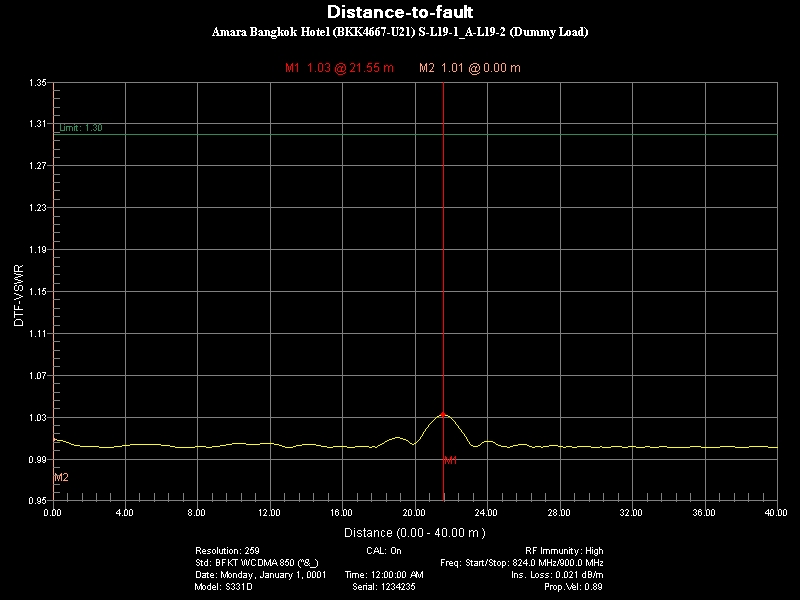 Distance-to-fault
Amara Bangkok Hotel (BKK4667-U21) S-L19-1_A-L19-2 (Dummy Load)
M1 1.03 @ 21.55 m M2 1.01 @ 0.00 m
1.35
1.31
Limit: 1.30
1.27
1.23
1.19
1.15
DTF-VSWR
1.11
1.07
1.03
0.99
M1
M2
0.95
0.00 4.00 8.00 12.00 16.00 20.00 24.00 28.00 32.00 36.00 40.00
Distance (0.00 - 40.00 m )
Resolution: 259 CAL: On RF Immunity: High
Std: BFKT WCDMA 850 (^&_) Freq: Start/Stop: 824.0 MHz/900.0 MHz
Date: Monday, January 1, 0001 Time: 12:00:00 AM Ins. Loss: 0.021 dB/m
Model: S331D Serial: 1234235 Prop.Vel: 0.89